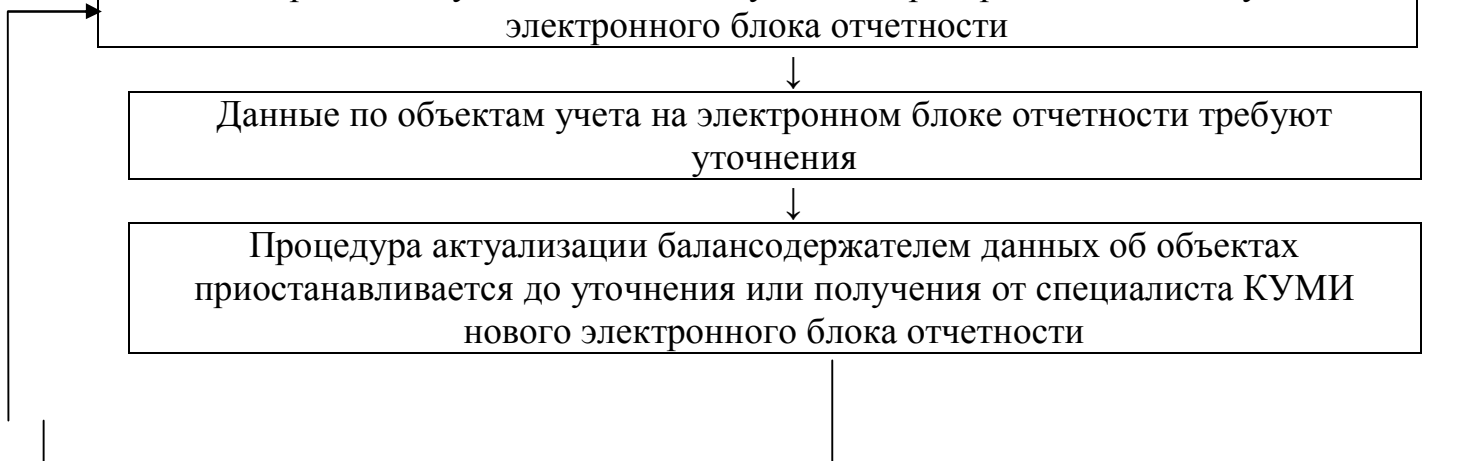 электронного блока отчетности
↓
Данные по объектам учета на электронном блоке отчетности требуют
уточнения
↓
Процедура актуализации балансодержателем данных об объектах
приостанавливается до уточнения или получения от специалиста КУМИ
нового электронного блока отчетности